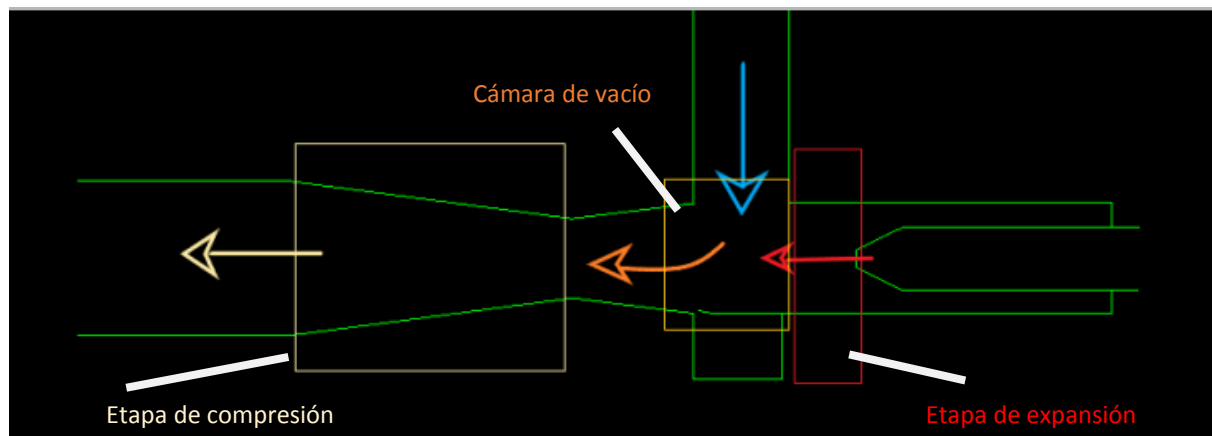 Cámara de vacío
Etapa de compresión
Etapa de expansión